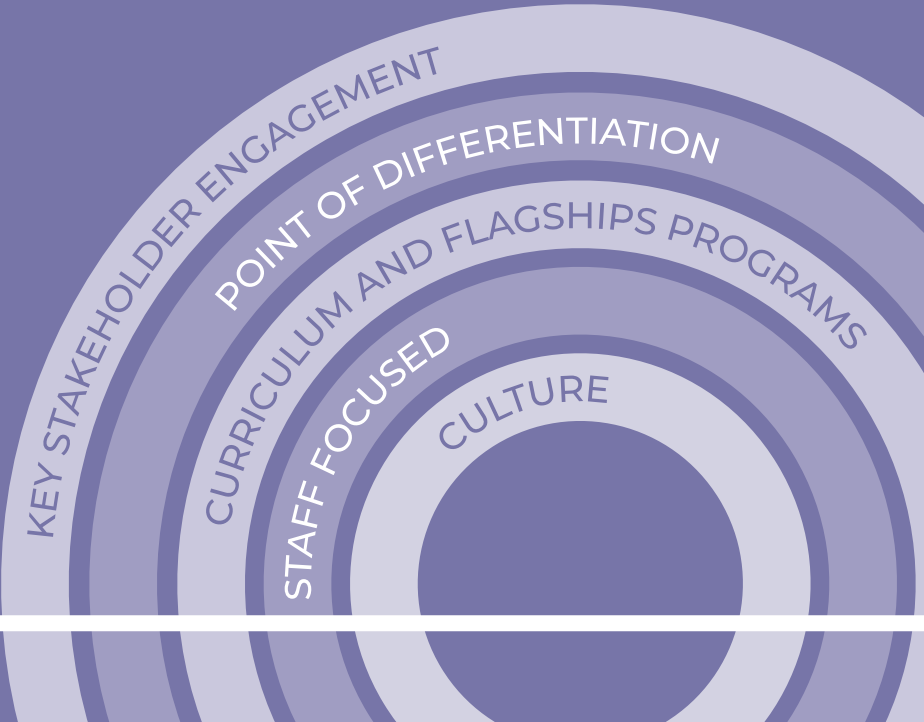 KEY STAKEHOLDER ENGAGEMENT
POINT OF DIFFERENTIATION
CURRICULUM AND FLAGSHIPS PROGRAMS
STAFF FOCUSED
CULTURE